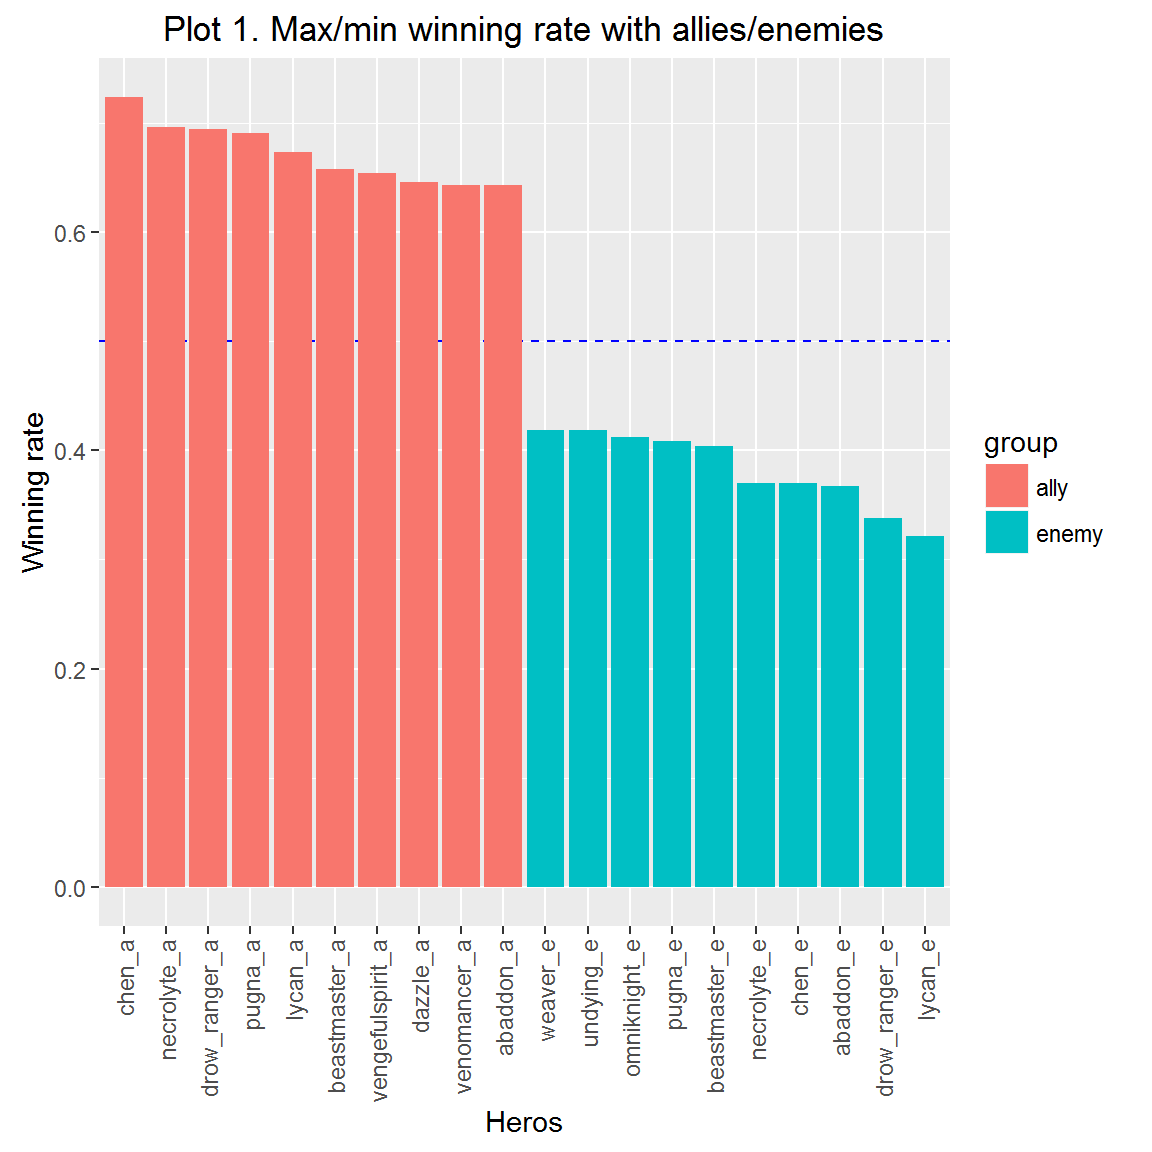 Plot 1. Max/min winning rate with allies/enemies
Winning rate
0.6
0.4
0.2
0.0
chen_a
necrolyte_a
drow_ranger_a
pugna_a
lycan_a
beastmaster_a
vengefulspirit_a
dazzle_a
venomancer_a
abaddon_a
weaver_e
undying_e
omniknight_e
pugna_e
beastmaster_e
necrolyte_e
chen_e
abaddon_e
drow_ranger_e
lycan_e
Heros
group
ally
enemy